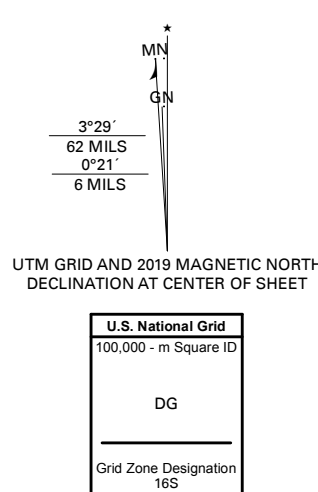 MN
GN
3°29´
62 MILS
0°21´
6 MILS
UTM GRID AND 2019 MAGNETIC NORTH
DECLINATION AT CENTER OF SHEET
U.S. National Grid
100,000 - m Square ID
DG
Grid Zone Designation
16S